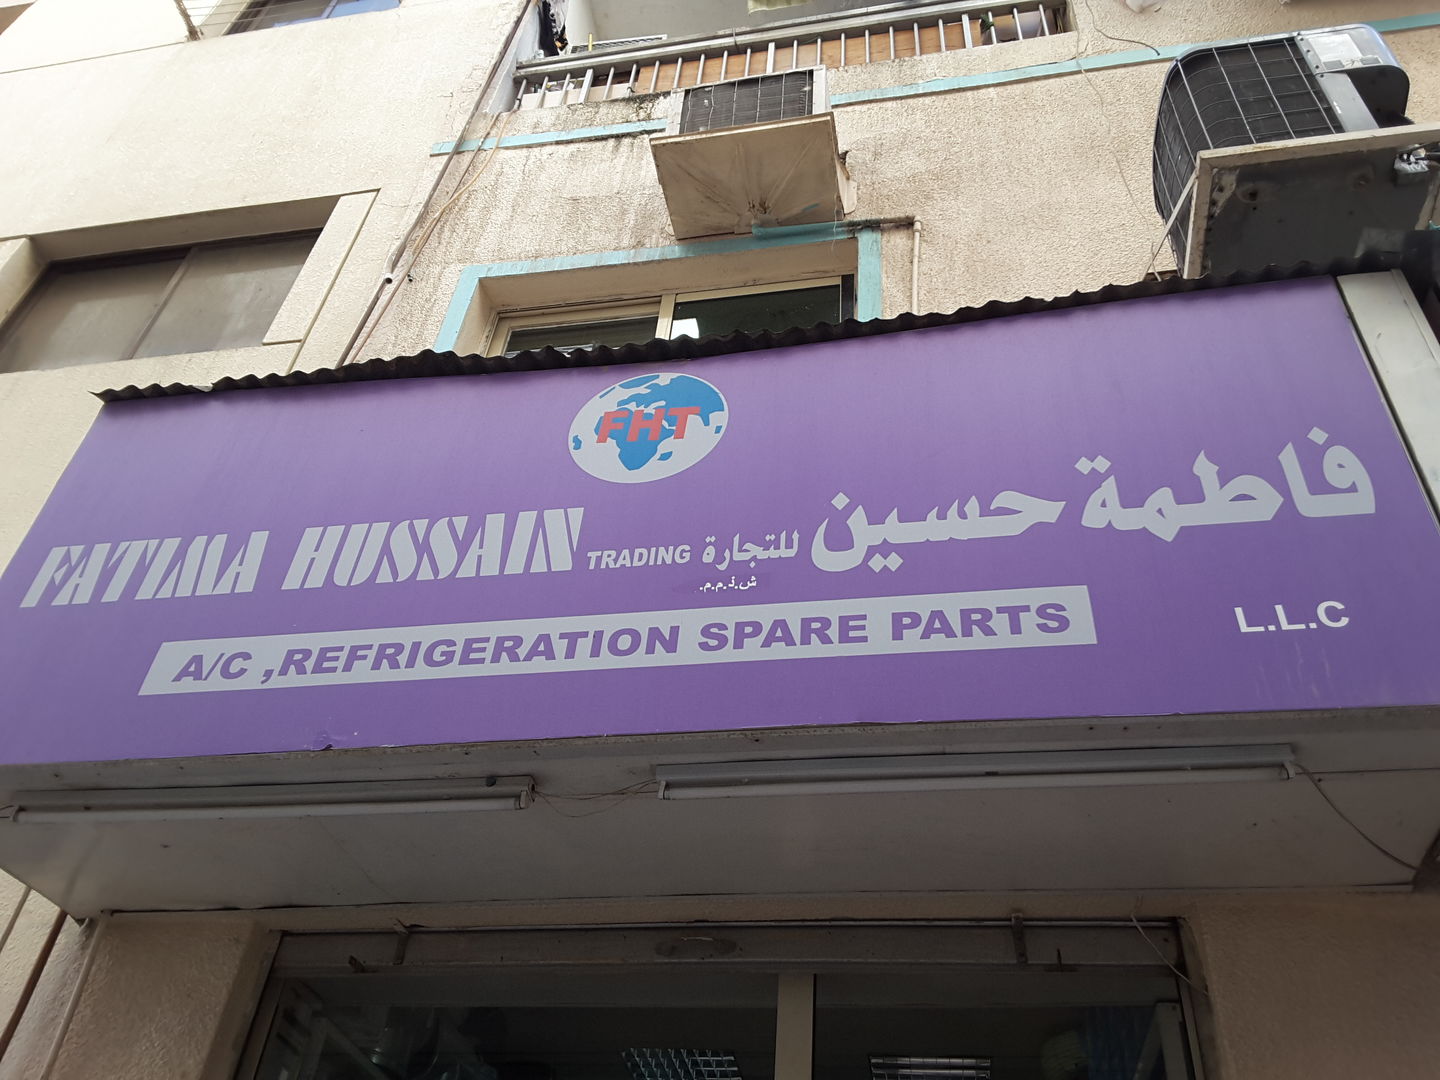 FHT
فاطمة حسين للتجارة
FATIMA HUSSAIN TRADING
ش.ذ.م.م.
A/C ,REFRIGERATION SPARE PARTS
L.L.C